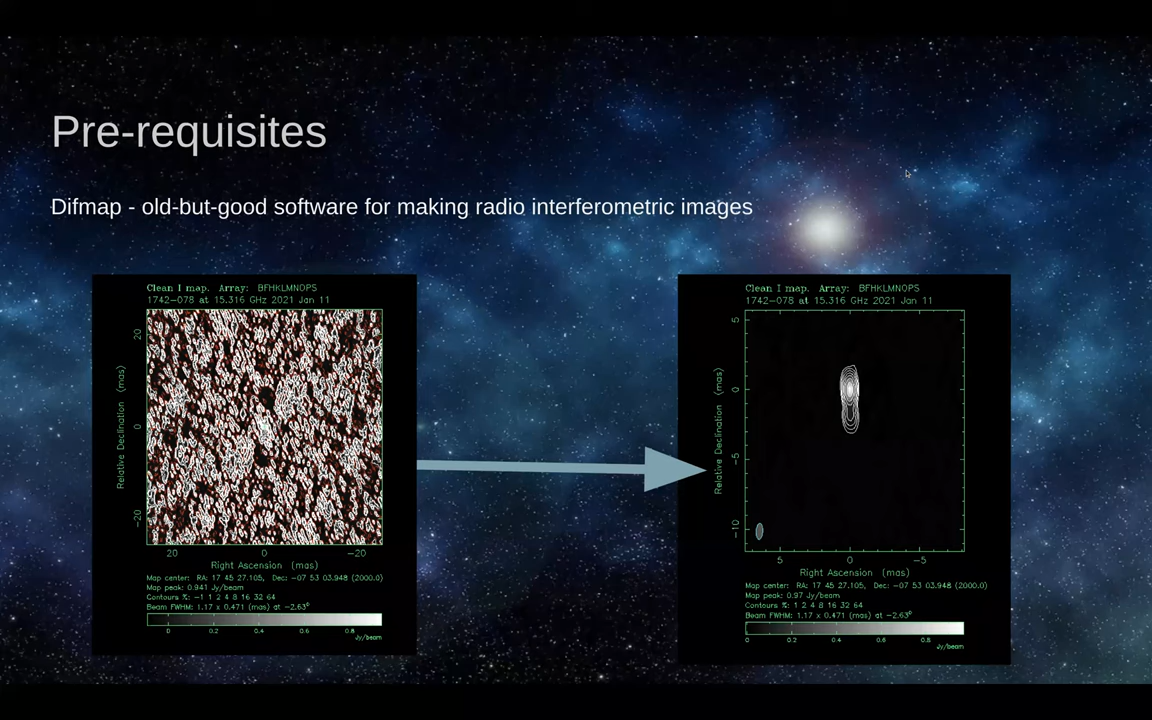 Pre-requisites
Difmap - old-but-good software for making radio interferometric images
Clean I map. Array: BFHKLMNOPS
1742-078 at 15.316 GHz 2021 Jan 11
Relative Declination (mas)
20
0
-20
20
0
-20
Right Ascension (mas)
Map center: RA: 17 45 27.105, Dec: -07 53 03.948 (2000.0)
Map peak: 0.941 Jy/beam
Contours %: -1 1 2 4 8 16 32 64
Beam FWHM: 1.17 x 0.471 (mas) at -2.63°
0
0.2
0.4
0.6
0.8
Jy/beam
Clean I map. Array: BFHKLMNOPS
1742-078 at 15.316 GHz 2021 Jan 11
Relative Declination (mas)
5
0
-5
-10
5
0
-5
Right Ascension (mas)
Map center: RA: 17 45 27.105, Dec: -07 53 03.948 (2000.0)
Map peak: 0.97 Jy/beam
Contours %: 1 2 4 8 16 32 64
Beam FWHM: 1.17 x 0.471 (mas) at -2.63°
0
0.2
0.4
0.6
0.8
Jy/beam